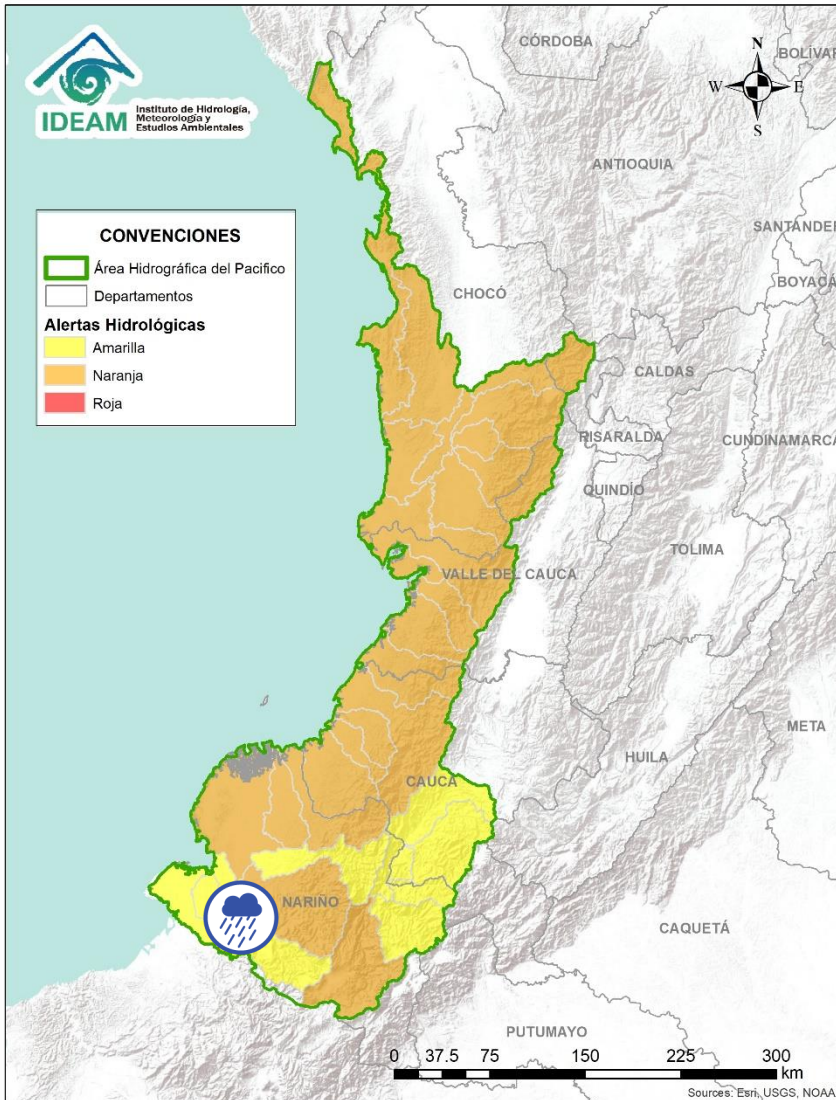 IDEAM
Instituto de Hidrología,
Meteorología y
Estudios Ambientales
CÓRDOBA
BOLÍVAR
N
W
E
S
ANTIOQUIA
SANTANDER
BOYACÁ
CONVENCIONES
Área Hidrográfica del Pacifico
Departamentos
Alertas Hidrológicas
Amarilla
Naranja
Roja
CHOCÓ
CALDAS
RISARALDA
CUNDINAMARCA
QUINDÍO
TOLIMA
VALLE DEL CAUCA
META
HUILA
CAUCA
NARIÑO
CAQUETÁ
PUTUMAYO
0 37.5 75 150 225 300
km
Sources: Esri, USGS, NOAA